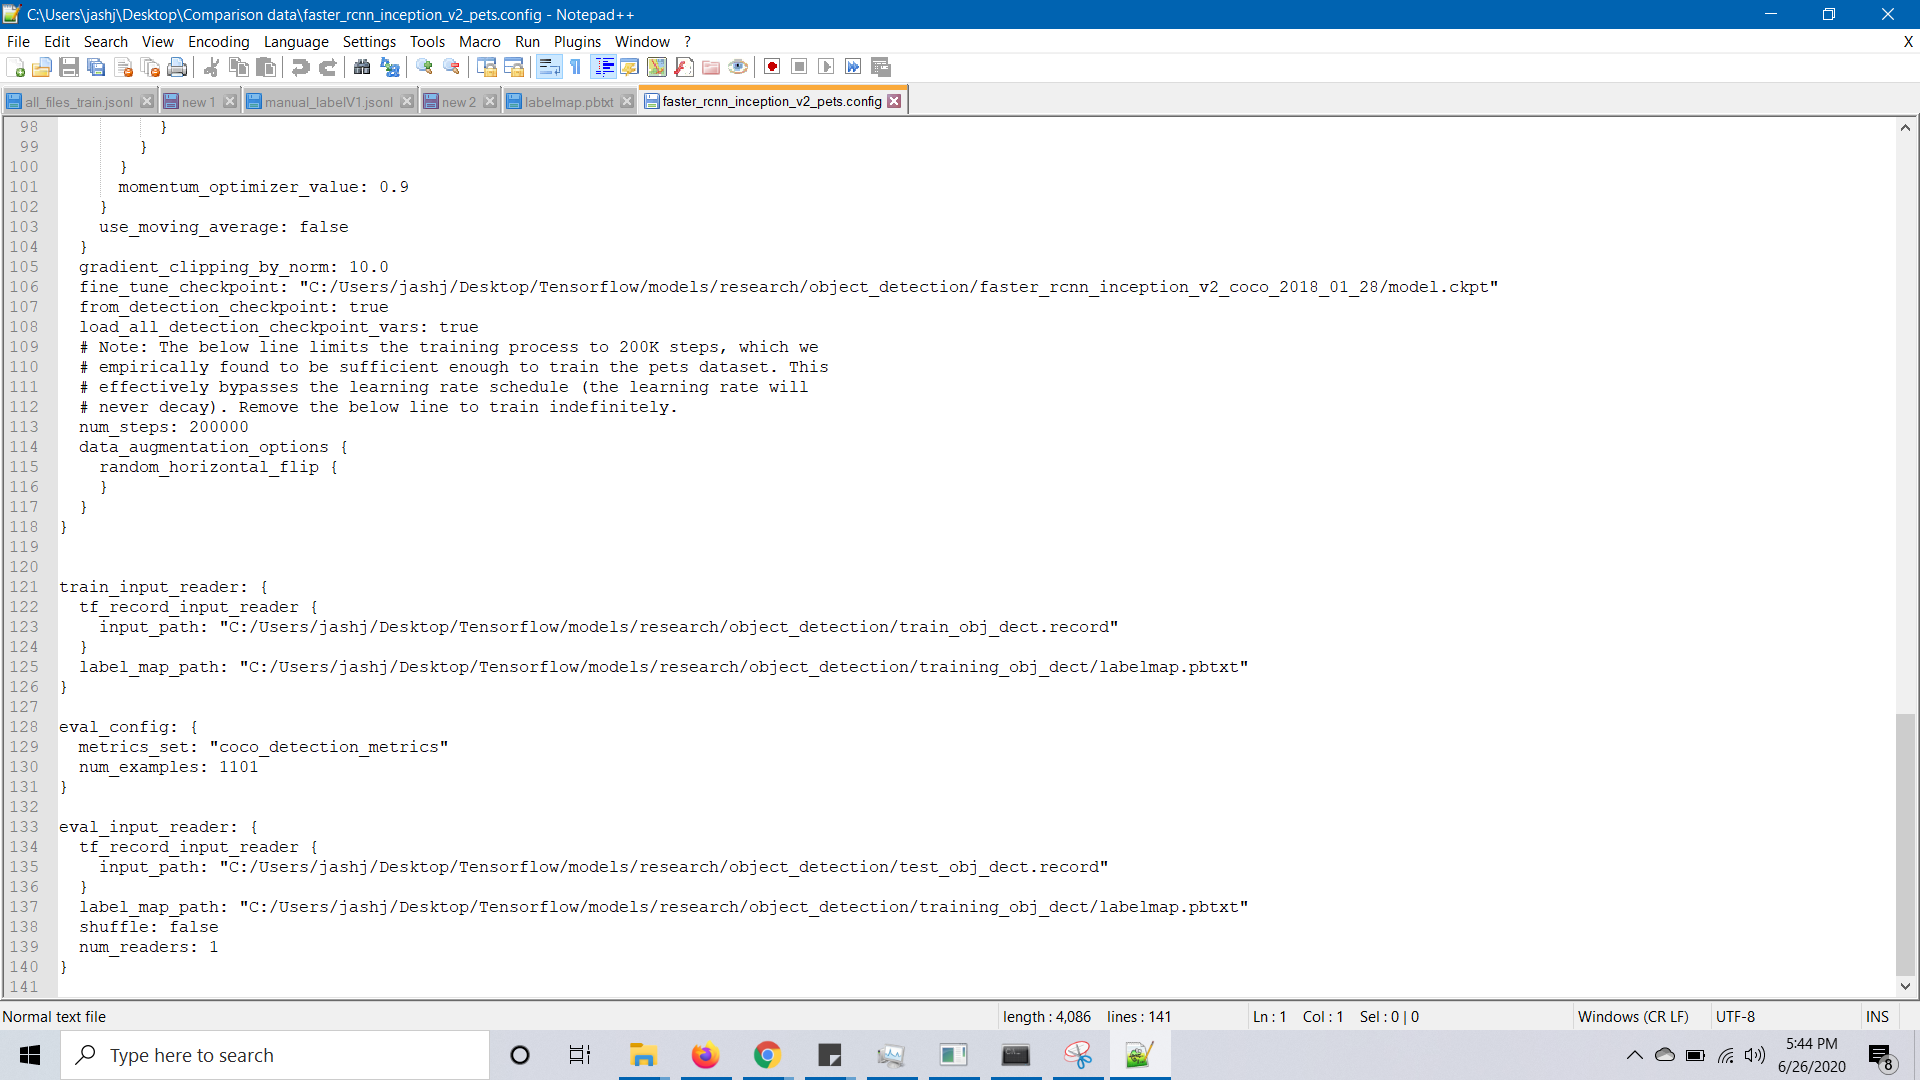 C:\Users\jashj\Desktop\Comparison data\faster_rcnn_inception_v2_pets.config - Notepad++
File Edit Search View Encoding Language Settings Tools Macro Run Plugins Window ? X
all_files_train.jsonl new 1 manual_labelV1.jsonl new 2 labelmap.pbtxt faster_rcnn_inception_v2_pets.config
98 }
99 }
100 }
101 momentum_optimizer_value: 0.9
102 }
103 use_moving_average: false
104 }
105 gradient_clipping_by_norm: 10.0
106 fine_tune_checkpoint: "C:/Users/jashj/Desktop/Tensorflow/models/research/object_detection/faster_rcnn_inception_v2_coco_2018_01_28/model.ckpt"
107 from_detection_checkpoint: true
108 load_all_detection_checkpoint_vars: true
109 # Note: The below line limits the training process to 200K steps, which we
110 # empirically found to be sufficient enough to train the pets dataset. This
111 # effectively bypasses the learning rate schedule (the learning rate will
112 # never decay). Remove the below line to train indefinitely.
113 num_steps: 200000
114 data_augmentation_options {
115 random_horizontal_flip {
116 }
117 }
118 }
119
120
121 train_input_reader: {
122 tf_record_input_reader {
123 input_path: "C:/Users/jashj/Desktop/Tensorflow/models/research/object_detection/train_obj_dect.record"
124 }
125 label_map_path: "C:/Users/jashj/Desktop/Tensorflow/models/research/object_detection/training_obj_dect/labelmap.pbtxt"
126 }
127
128 eval_config: {
129 metrics_set: "coco_detection_metrics"
130 num_examples: 1101
131 }
132
133 eval_input_reader: {
134 tf_record_input_reader {
135 input_path: "C:/Users/jashj/Desktop/Tensorflow/models/research/object_detection/test_obj_dect.record"
136 }
137 label_map_path: "C:/Users/jashj/Desktop/Tensorflow/models/research/object_detection/training_obj_dect/labelmap.pbtxt"
138 shuffle: false
139 num_readers: 1
140 }
141
Normal text file length : 4,086 lines : 141 Ln : 1 Col : 1 Sel : 0 | 0 Windows (CR LF) UTF-8 INS
Type here to search
5:44 PM
6/26/2020
8